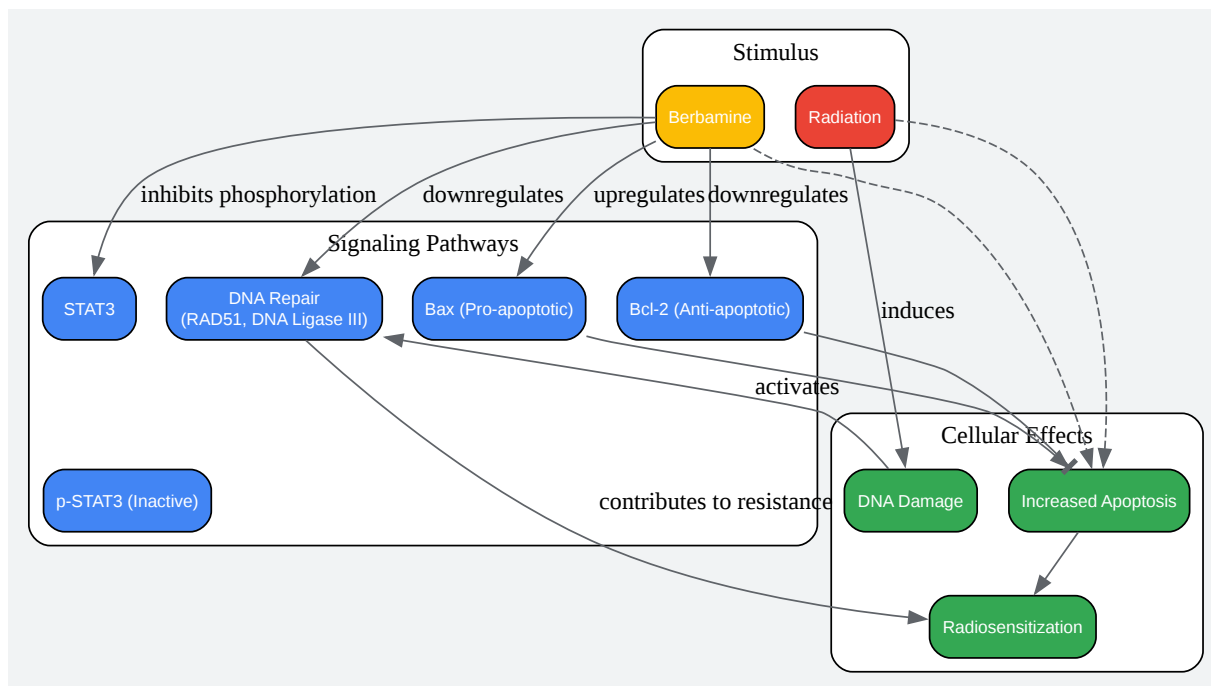 Stimulus
Berbamine
Radiation
inhibits phosphorylation
downregulates
upregulates
downregulates
Signaling Pathways
STAT3
DNA Repair
(RAD51, DNA Ligase III)
Bax (Pro-apoptotic)
Bcl-2 (Anti-apoptotic)
induces
activates
Cellular Effects
p-STAT3 (Inactive)
contributes to resistance
DNA Damage
Increased Apoptosis
Radiosensitization